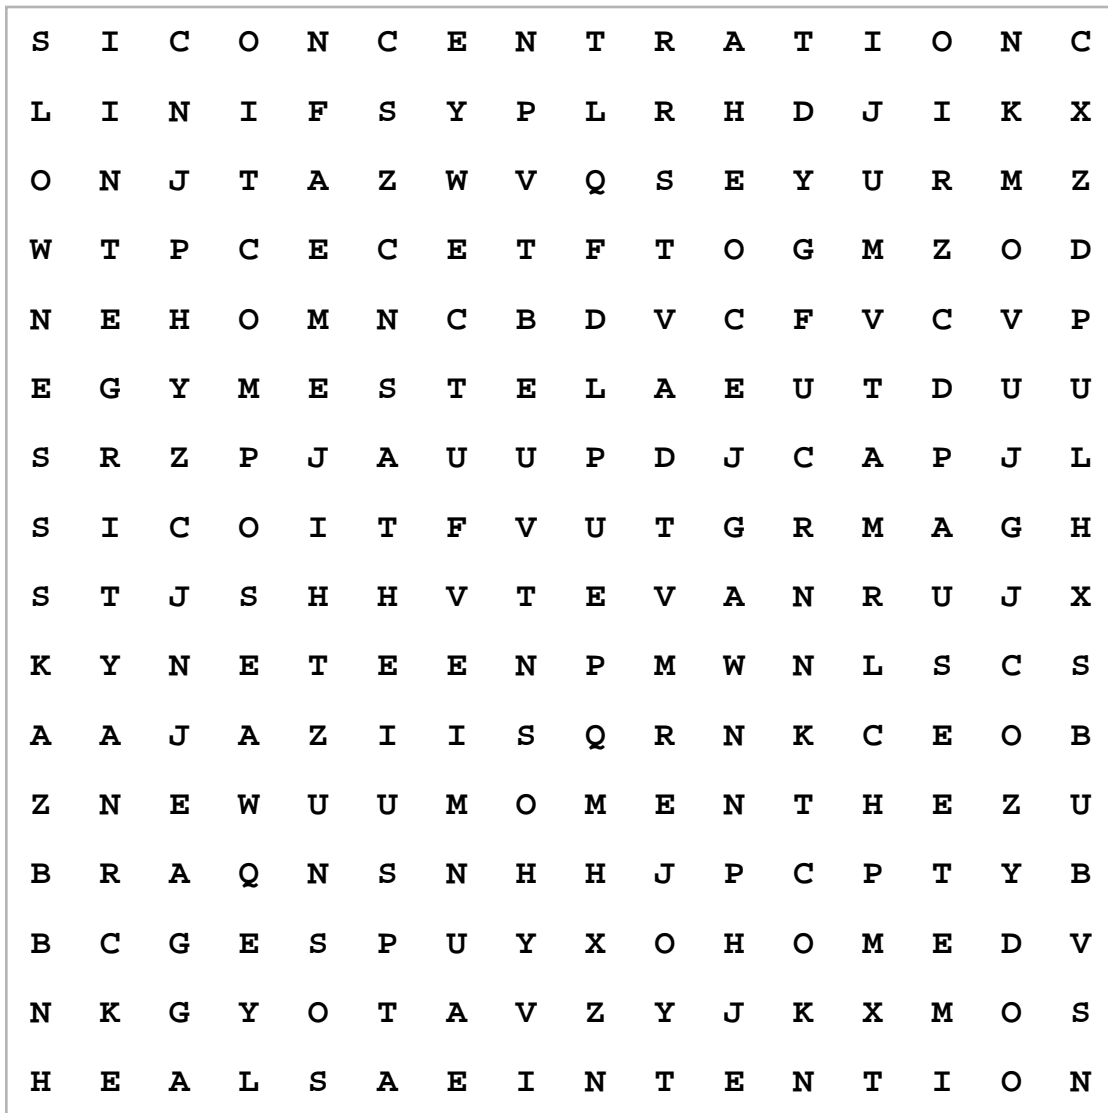 S I C O N C E N T R A T I O N C
L I N I F S Y P L R H D J I K X
O N J T A Z W V Q S E Y U R M Z
W T P C E C E T F T O G M Z O D
N E H O M N C B D V C F V C V P
E G Y M E S T E L A E U T D U U
S R Z P J A U U P D J C A P J L
S I C O I T F V U T G R M A G H
S T J S H H V T E V A N R U J X
K Y N E T E E N P M W N L S C S
A A J A Z I I S Q R N K C E O B
Z N E W U U M O M E N T H E Z U
B R A Q N S N H H J P C P T Y B
B C G E S P U Y X O H O M E D V
N K G Y O T A V Z Y J K X M O S
H E A L S A E I N T E N T I O N